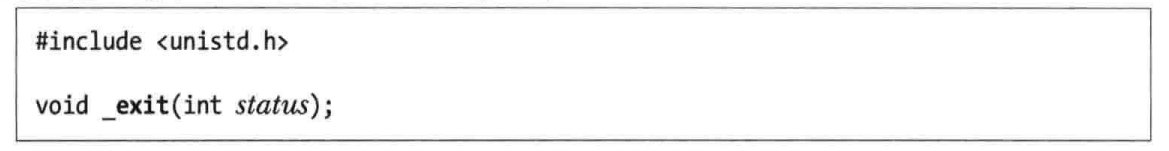 #include <unistd.h>
void _exit(int status);